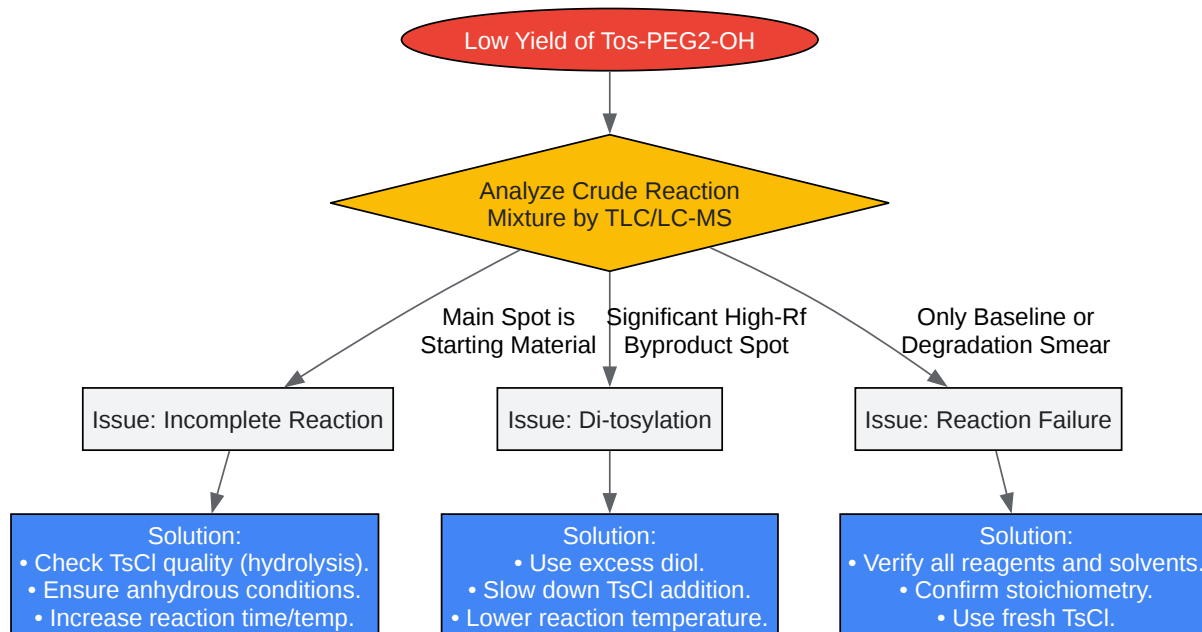 Low Yield of Tos-PEG2-OH
Analyze Crude Reaction
Mixture by TLC/LC-MS
Main Spot is
Starting Material
Significant High-Rf
Byproduct Spot
Only Baseline or
Degradation Smear
Issue: Incomplete Reaction
Issue: Di-tosylation
Issue: Reaction Failure
Solution:
• Check TsCl quality (hydrolysis).
• Ensure anhydrous conditions.
• Increase reaction time/temp.
Solution:
• Use excess diol.
• Slow down TsCl addition.
• Lower reaction temperature.
Solution:
• Verify all reagents and solvents.
• Confirm stoichiometry.
• Use fresh TsCl.